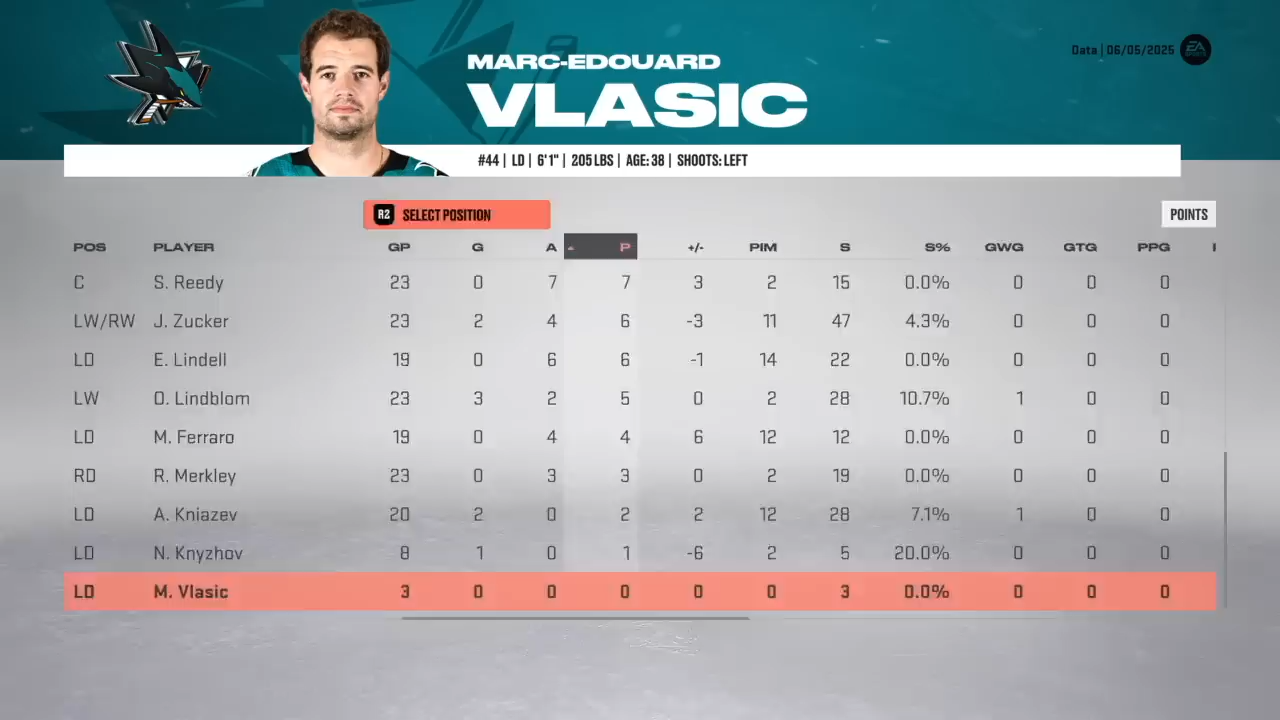 MARC-EDOUARD
VLASIC
Data | 06/05/2025
EA SPORTS
#44 | LD | 6'1" | 205 LBS | AGE: 38 | SHOOTS: LEFT
R2 SELECT POSITION
POINTS
POS PLAYER GP G A P +/- PIM S S% GWG GTG PPG
C S. Reedy 23 0 7 7 3 2 15 0.0% 0 0 0
LW/RW J. Zucker 23 2 4 6 -3 11 47 4.3% 0 0 0
LD E. Lindell 19 0 6 6 -1 14 22 0.0% 0 0 0
LW O. Lindblom 23 3 2 5 0 2 28 10.7% 1 0 0
LD M. Ferraro 19 0 4 4 6 12 12 0.0% 0 0 0
RD R. Merkley 23 0 3 3 0 2 19 0.0% 0 0 0
LD A. Kniazev 20 2 0 2 2 12 28 7.1% 1 0 0
LD N. Knyzhov 8 1 0 1 -6 2 5 20.0% 0 0 0
LD M. Vlasic 3 0 0 0 0 0 3 0.0% 0 0 0